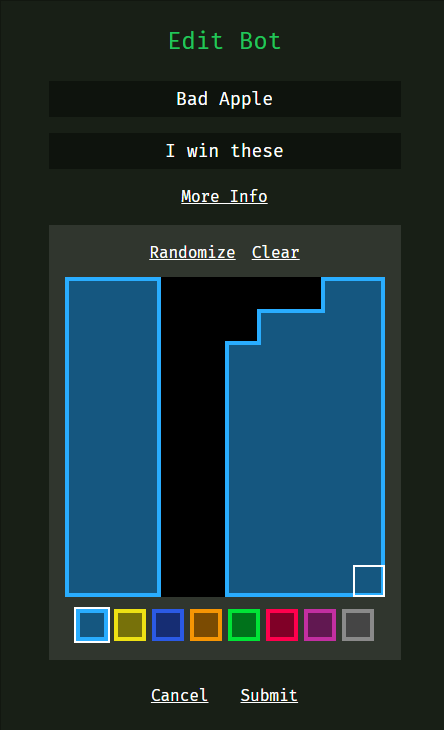 Edit Bot
Bad Apple
I win these
More Info
Randomize Clear
Cancel Submit